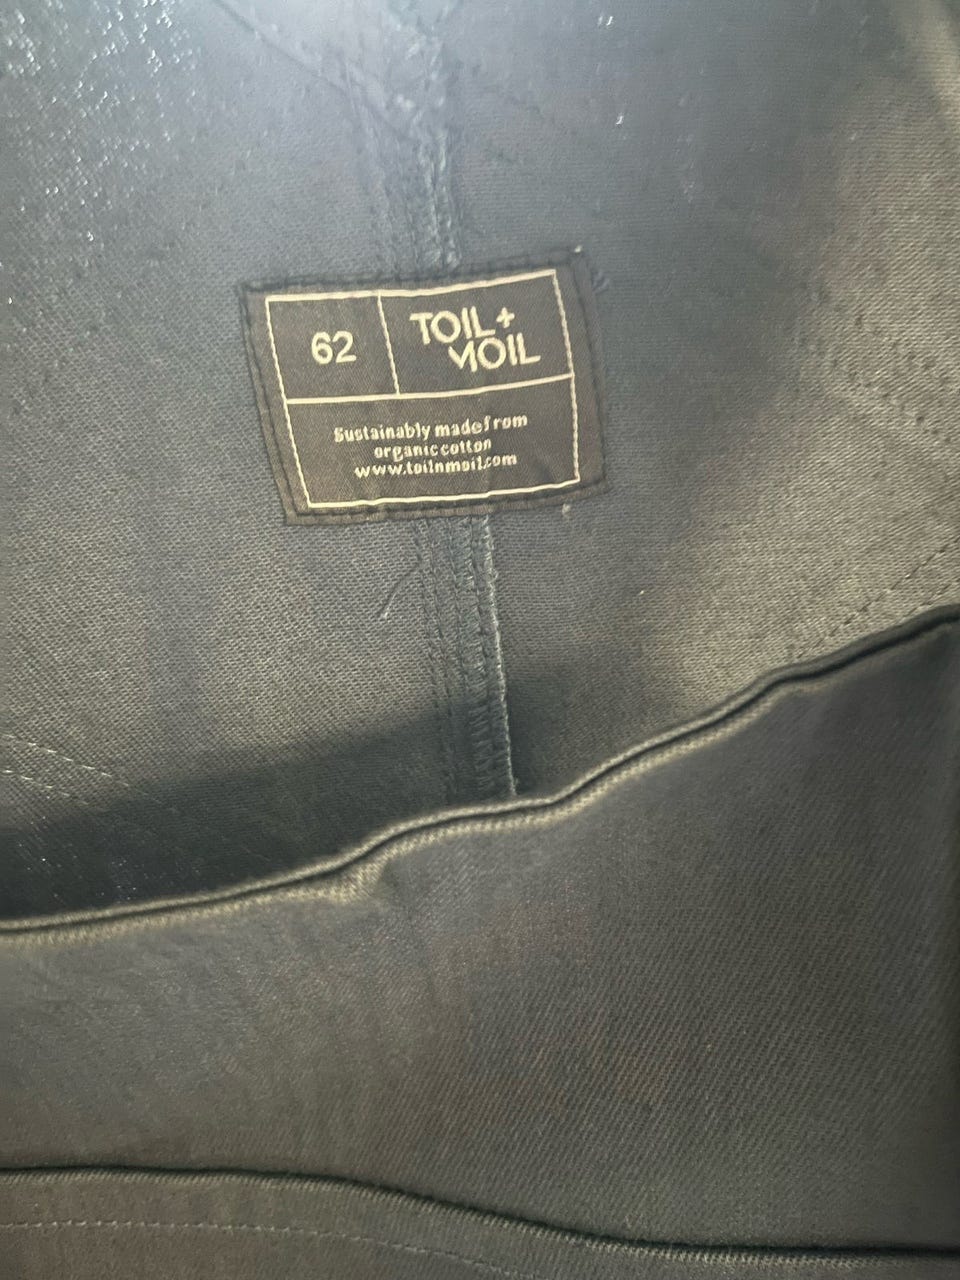 62
TOIL+
MOIL
Sustainably made from
organic cotton
www.toilnmoil.com